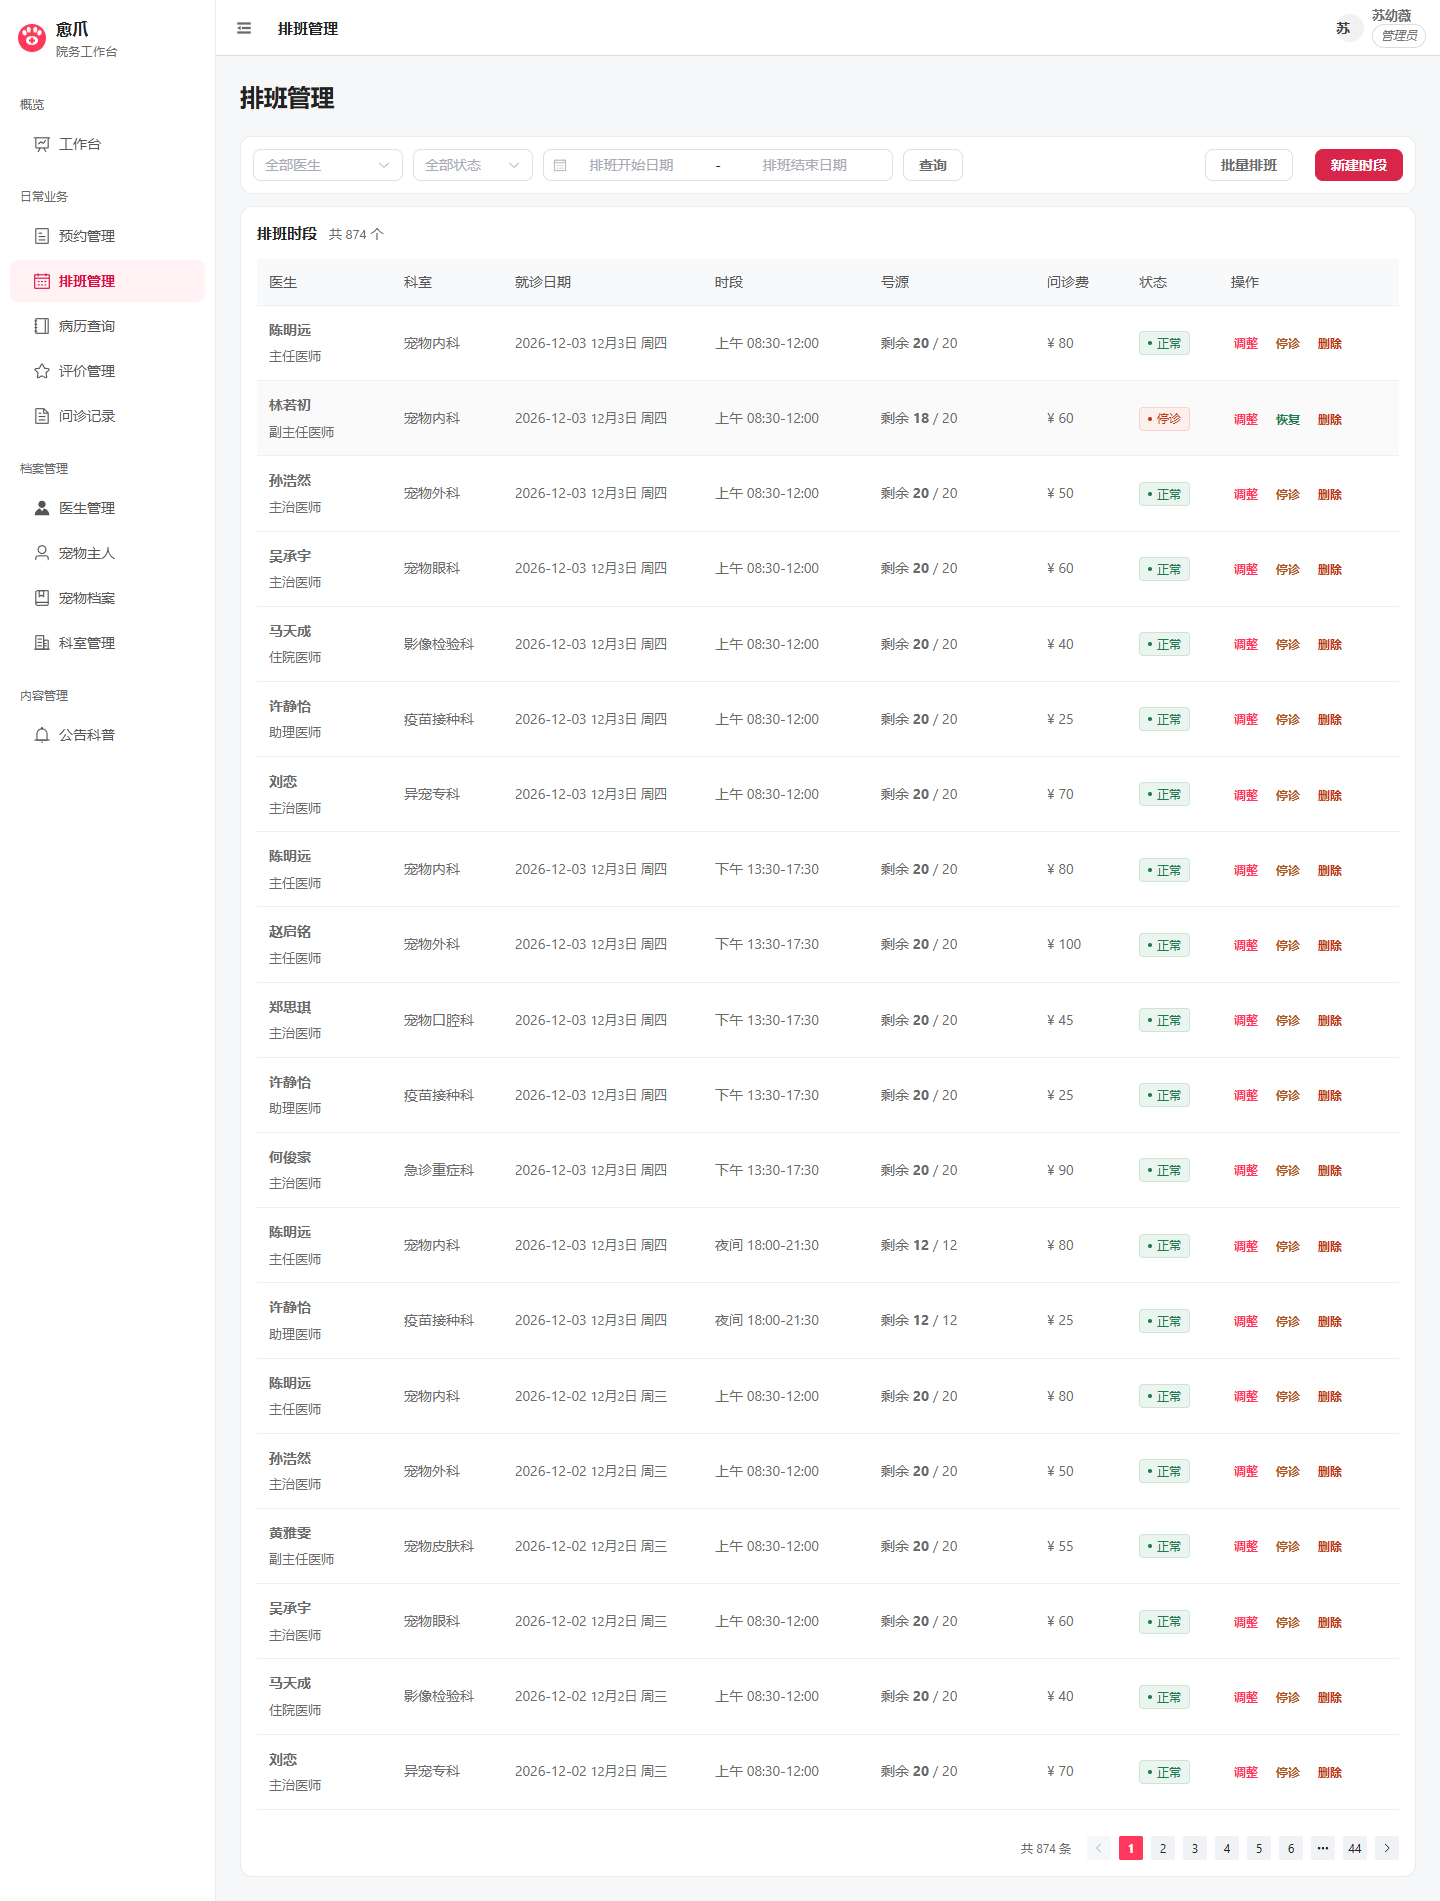 愈爪
院务工作台
概览
工作台
日常业务
预约管理
排班管理
病历查询
评价管理
问诊记录
档案管理
医生管理
宠物主人
宠物档案
科室管理
内容管理
公告科普
排班管理
苏
苏幼薇
管理员
排班管理
全部医生 全部状态 排班开始日期 - 排班结束日期 查询 批量排班 新建时段
排班时段 共 874 个
医生 科室 就诊日期 时段 号源 问诊费 状态 操作
陈明远
主任医师 宠物内科 2026-12-03 12月3日 周四 上午 08:30-12:00 剩余 20 / 20 ¥ 80 正常 调整 停诊 删除
林若初
副主任医师 宠物内科 2026-12-03 12月3日 周四 上午 08:30-12:00 剩余 18 / 20 ¥ 60 停诊 调整 恢复 删除
孙浩然
主治医师 宠物外科 2026-12-03 12月3日 周四 上午 08:30-12:00 剩余 20 / 20 ¥ 50 正常 调整 停诊 删除
吴承宇
主治医师 宠物眼科 2026-12-03 12月3日 周四 上午 08:30-12:00 剩余 20 / 20 ¥ 60 正常 调整 停诊 删除
马天成
住院医师 影像检验科 2026-12-03 12月3日 周四 上午 08:30-12:00 剩余 20 / 20 ¥ 40 正常 调整 停诊 删除
许静怡
助理医师 疫苗接种科 2026-12-03 12月3日 周四 上午 08:30-12:00 剩余 20 / 20 ¥ 25 正常 调整 停诊 删除
刘恋
主治医师 异宠专科 2026-12-03 12月3日 周四 上午 08:30-12:00 剩余 20 / 20 ¥ 70 正常 调整 停诊 删除
陈明远
主任医师 宠物内科 2026-12-03 12月3日 周四 下午 13:30-17:30 剩余 20 / 20 ¥ 80 正常 调整 停诊 删除
赵启铭
主任医师 宠物外科 2026-12-03 12月3日 周四 下午 13:30-17:30 剩余 20 / 20 ¥ 100 正常 调整 停诊 删除
郑思琪
主治医师 宠物口腔科 2026-12-03 12月3日 周四 下午 13:30-17:30 剩余 20 / 20 ¥ 45 正常 调整 停诊 删除
许静怡
助理医师 疫苗接种科 2026-12-03 12月3日 周四 下午 13:30-17:30 剩余 20 / 20 ¥ 25 正常 调整 停诊 删除
何俊豪
主治医师 急诊重症科 2026-12-03 12月3日 周四 下午 13:30-17:30 剩余 20 / 20 ¥ 90 正常 调整 停诊 删除
陈明远
主任医师 宠物内科 2026-12-03 12月3日 周四 夜间 18:00-21:30 剩余 12 / 12 ¥ 80 正常 调整 停诊 删除
许静怡
助理医师 疫苗接种科 2026-12-03 12月3日 周四 夜间 18:00-21:30 剩余 12 / 12 ¥ 25 正常 调整 停诊 删除
陈明远
主任医师 宠物内科 2026-12-02 12月2日 周三 上午 08:30-12:00 剩余 20 / 20 ¥ 80 正常 调整 停诊 删除
孙浩然
主治医师 宠物外科 2026-12-02 12月2日 周三 上午 08:30-12:00 剩余 20 / 20 ¥ 50 正常 调整 停诊 删除
黄雅雯
副主任医师 宠物皮肤科 2026-12-02 12月2日 周三 上午 08:30-12:00 剩余 20 / 20 ¥ 55 正常 调整 停诊 删除
吴承宇
主治医师 宠物眼科 2026-12-02 12月2日 周三 上午 08:30-12:00 剩余 20 / 20 ¥ 60 正常 调整 停诊 删除
马天成
住院医师 影像检验科 2026-12-02 12月2日 周三 上午 08:30-12:00 剩余 20 / 20 ¥ 40 正常 调整 停诊 删除
刘恋
主治医师 异宠专科 2026-12-02 12月2日 周三 上午 08:30-12:00 剩余 20 / 20 ¥ 70 正常 调整 停诊 删除
共 874 条 1 2 3 4 5 6 ··· 44